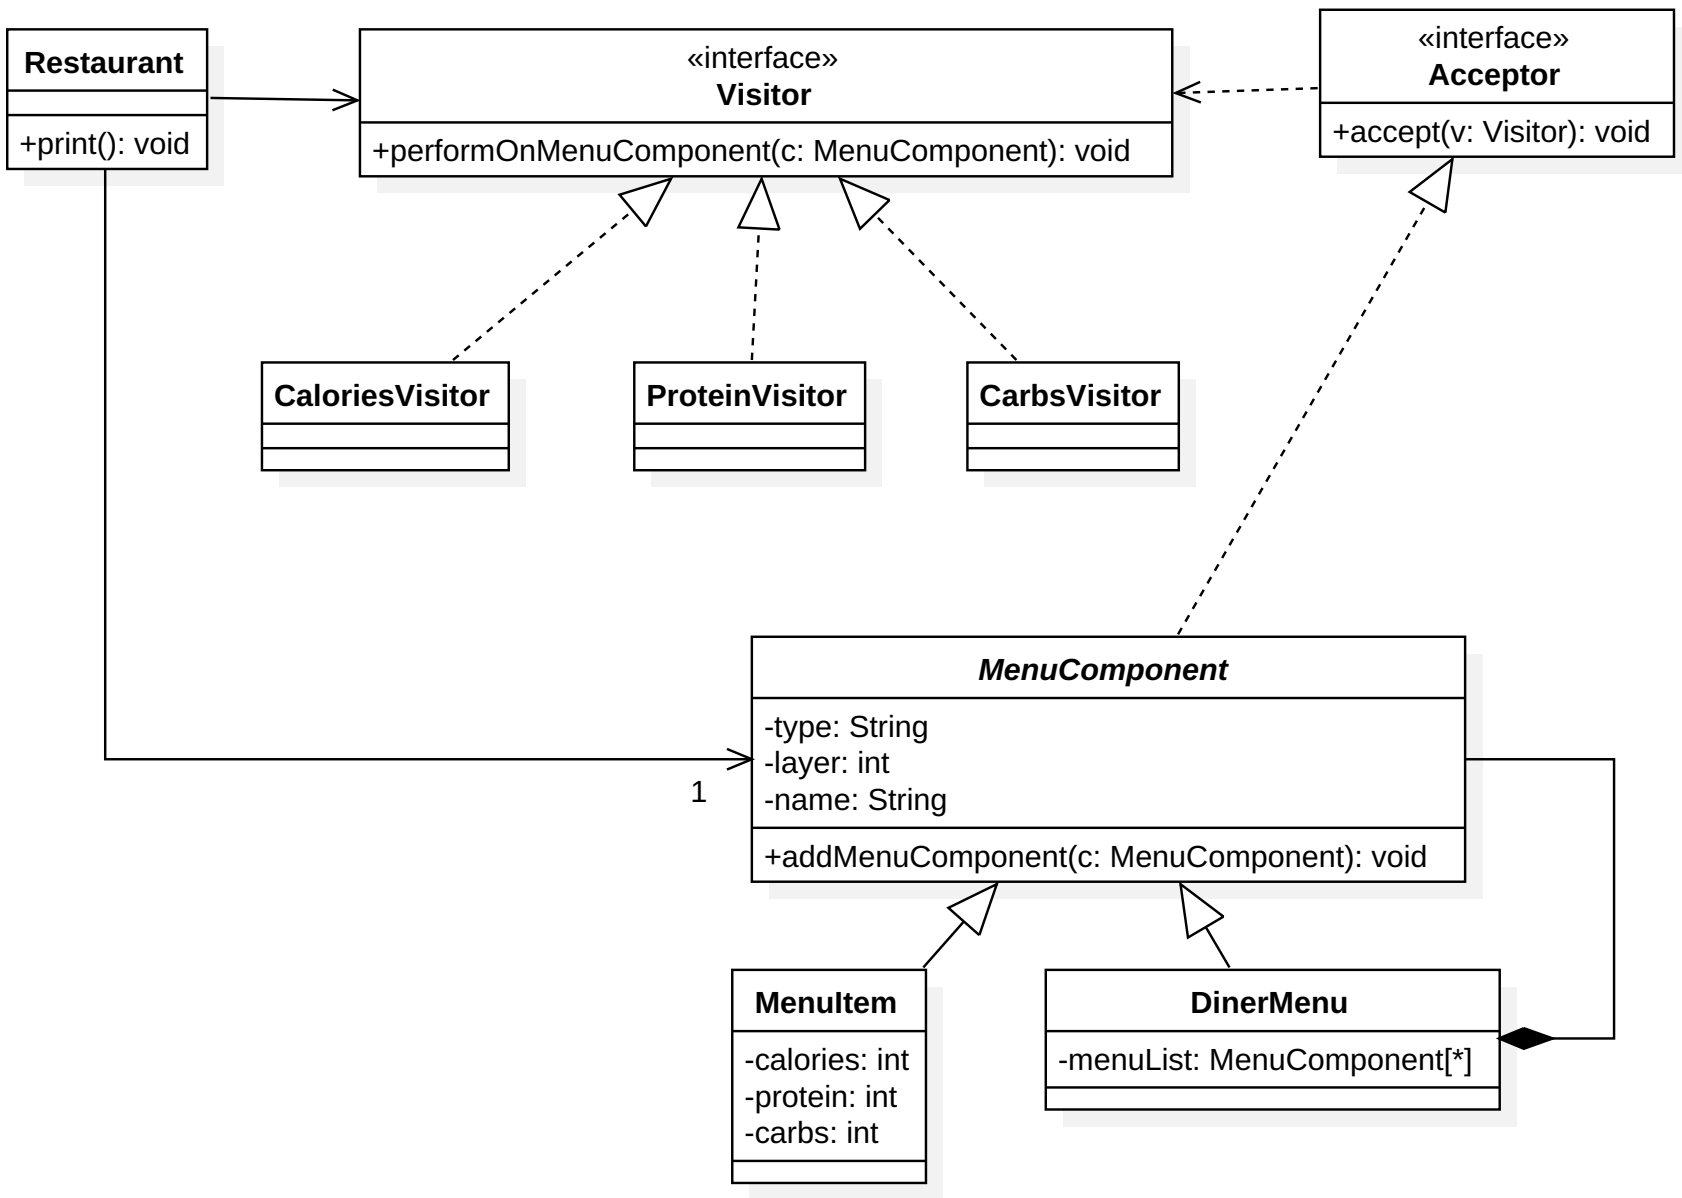 Restaurant
+print(): void
«interface»
Visitor
+performOnMenuComponent(c: MenuComponent): void
«interface»
Acceptor
+accept(v: Visitor): void
CaloriesVisitor
ProteinVisitor
CarbsVisitor
MenuComponent
-type: String
-layer: int
-name: String
+addMenuComponent(c: MenuComponent): void
1
MenuItem
-calories: int
-protein: int
-carbs: int
DinerMenu
-menuList: MenuComponent[*]